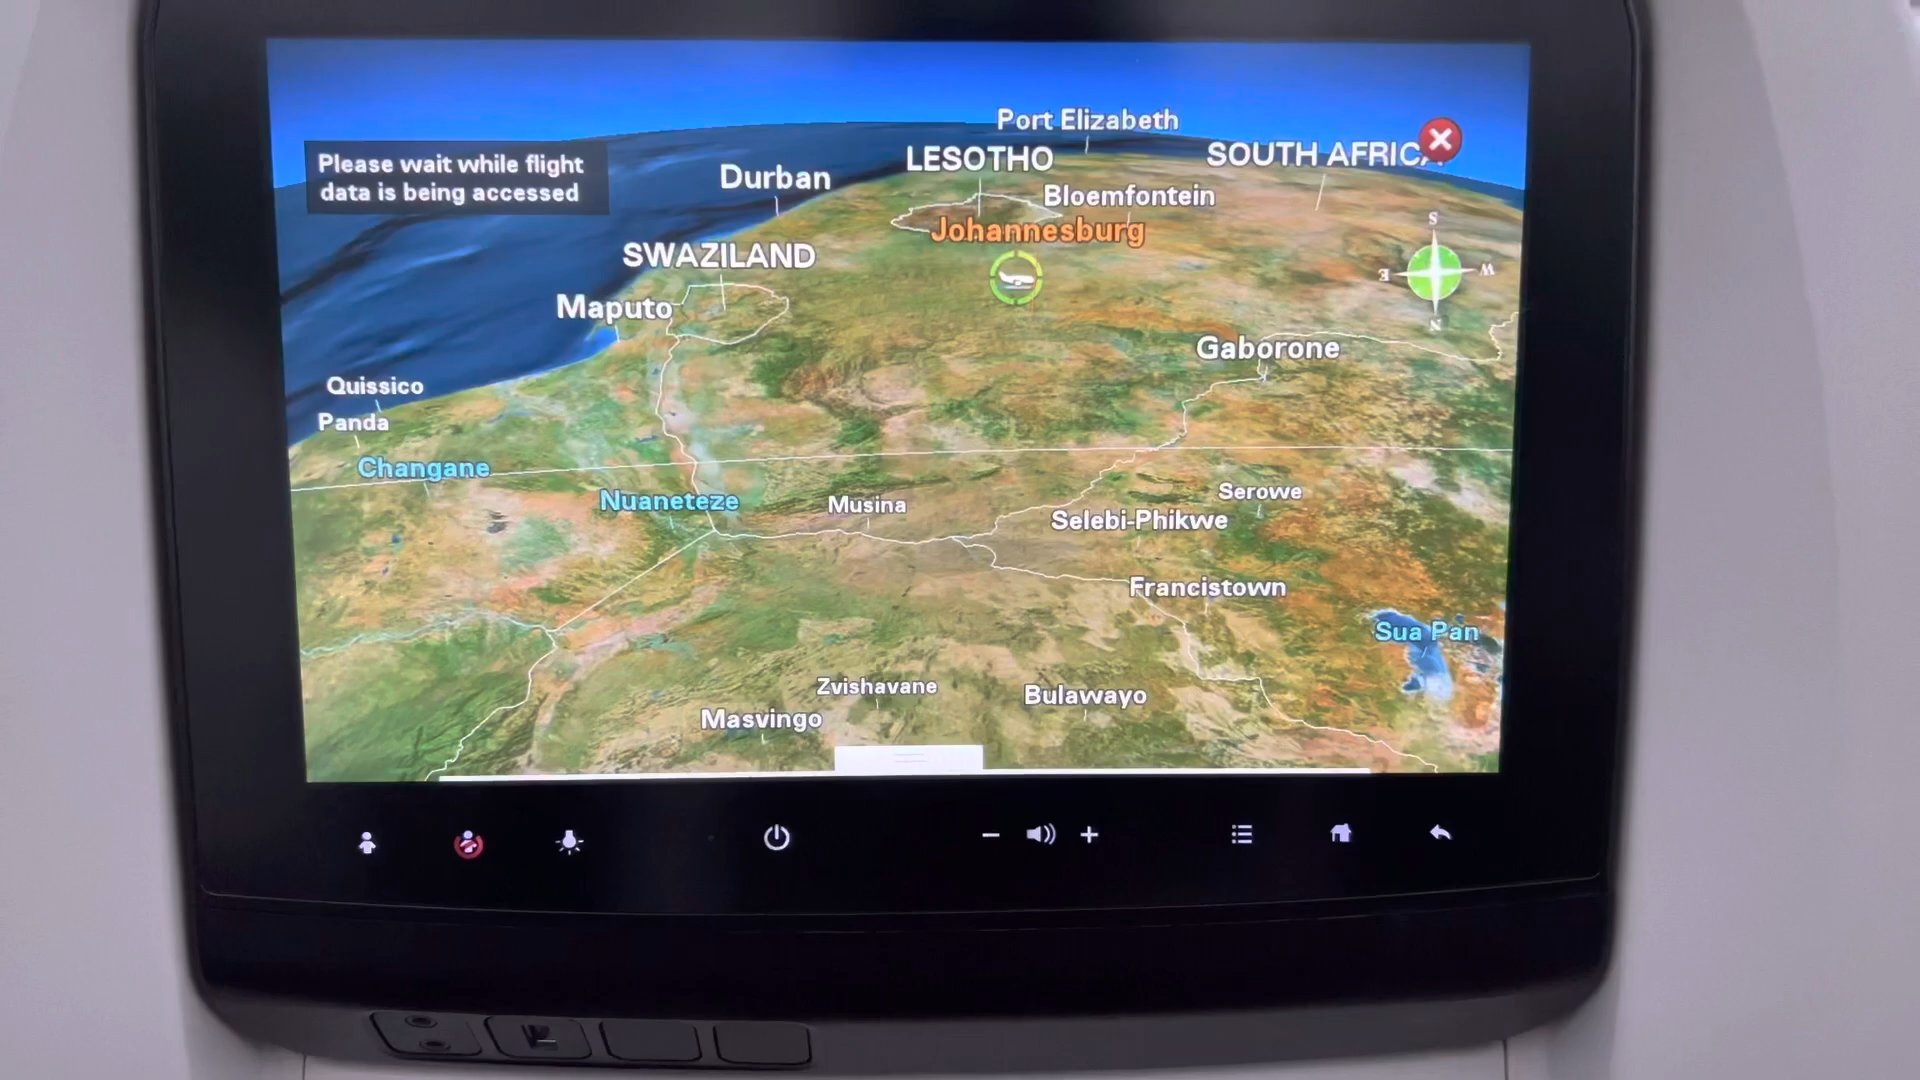 Port Elizabeth
LESOTHO
SOUTH AFRICA
Please wait while flight
data is being accessed
Durban
Bloemfontein
Johannesburg
SWAZILAND
S
E
W
N
Maputo
Gaborone
Quissico
Panda
Changane
Nuaneteze
Musina
Serowe
Selebi-Phikwe
Francistown
Sua Pan
Zvishavane
Bulawayo
Masvingo